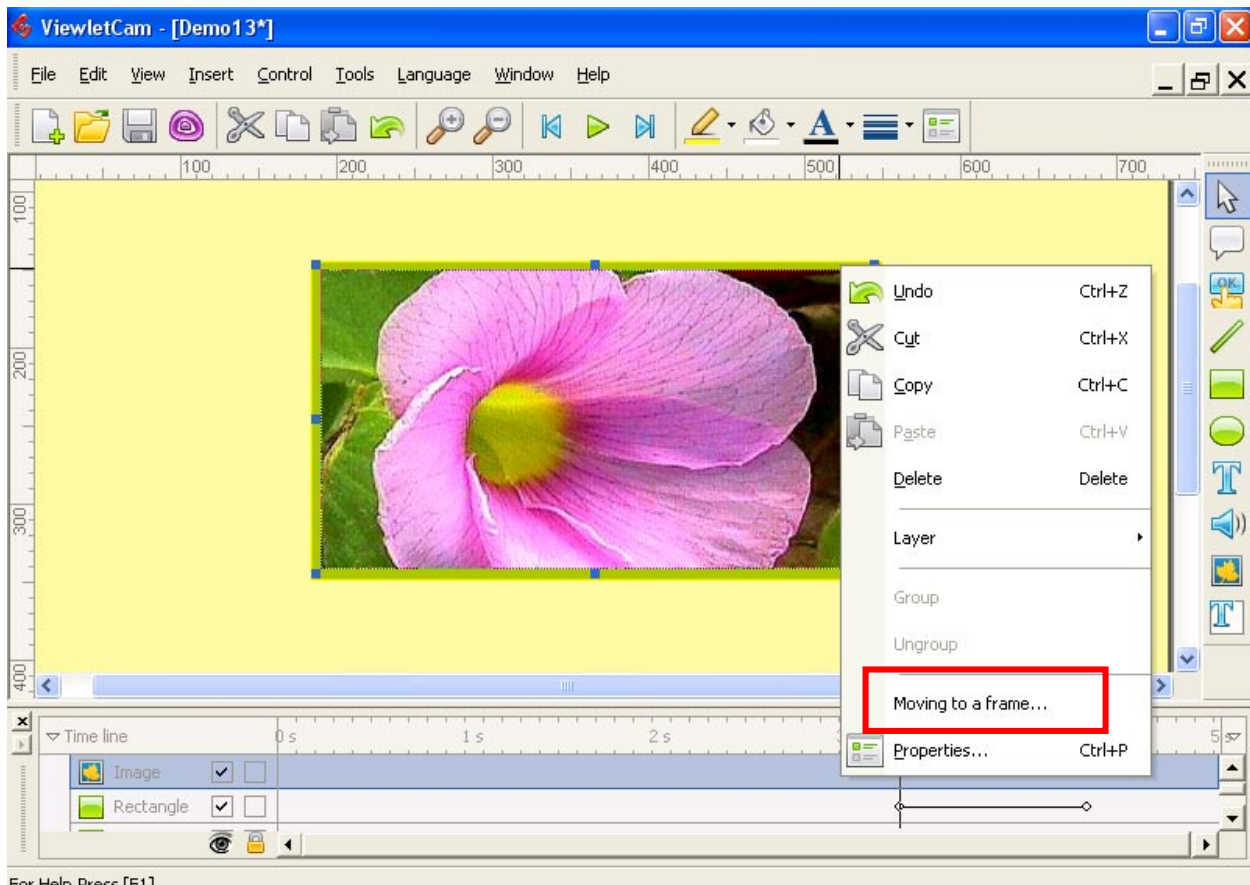 ViewletCam - [Demo13*]
File Edit View Insert Control Tools Language Window Help
A
100 200 300 400 500 600 700
100
200
300
400
OK
T
T
Undo Ctrl+Z
Cut Ctrl+X
Copy Ctrl+C
Paste Ctrl+V
Delete Delete
Layer
Group
Ungroup
Moving to a frame...
Properties... Ctrl+P
Time line 0 s 1 s 2 s 5
Image
Rectangle
For Help Press [F1]